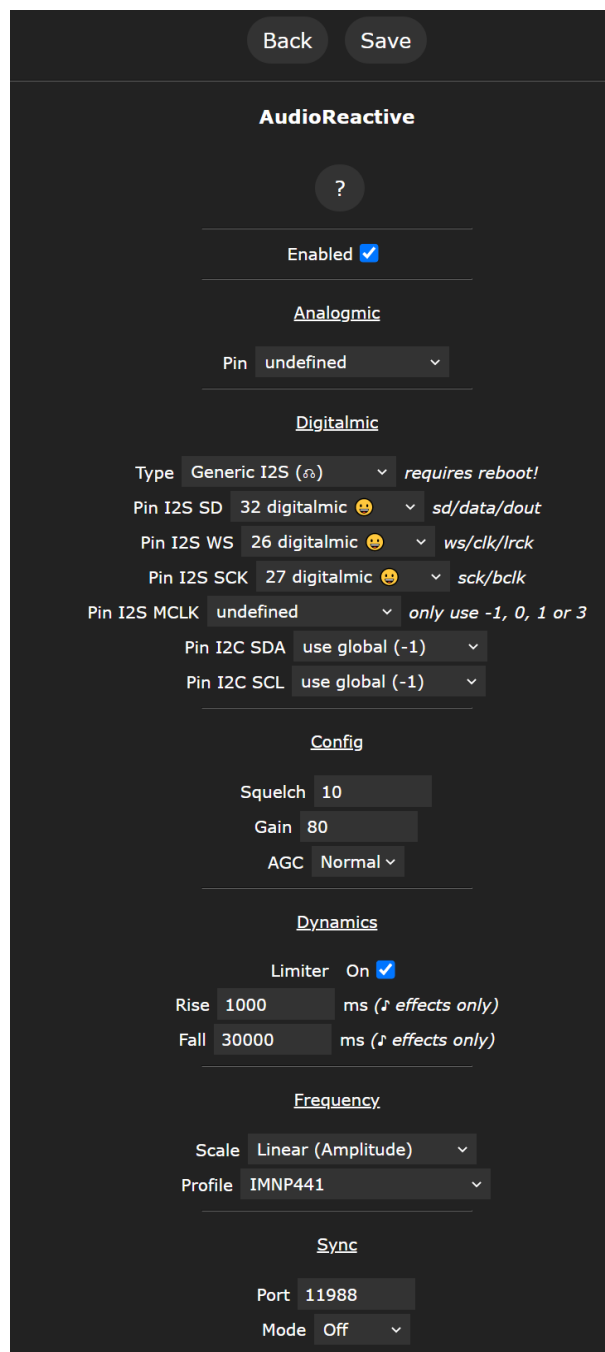 Back Save
AudioReactive
?
Enabled
Analogmic
Pin undefined
Digitalmic
Type Generic I2S (☊) requires reboot!
Pin I2S SD 32 digitalmic 😀 sd/data/dout
Pin I2S WS 26 digitalmic 😀 ws/clk/lrck
Pin I2S SCK 27 digitalmic 😀 sck/bclk
Pin I2S MCLK undefined only use -1, 0, 1 or 3
Pin I2C SDA use global (-1)
Pin I2C SCL use global (-1)
Config
Squelch 10
Gain 80
AGC Normal
Dynamics
Limiter On
Rise 1000 ms (♪ effects only)
Fall 30000 ms (♪ effects only)
Frequency
Scale Linear (Amplitude)
Profile IMNP441
Sync
Port 11988
Mode Off